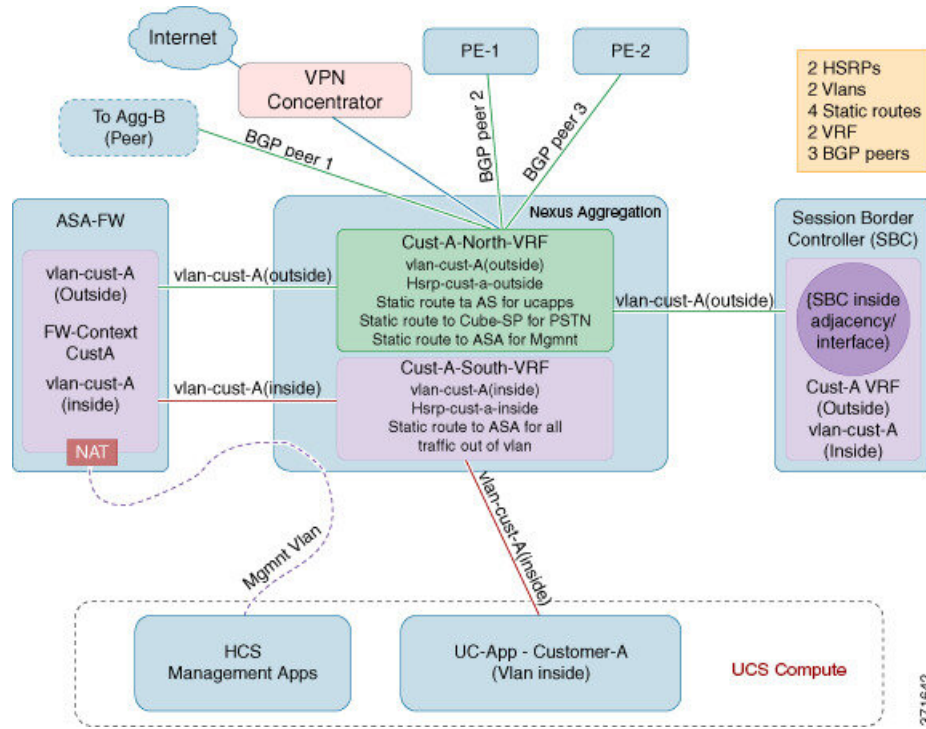 Internet
VPN
Concentrator
PE-1
PE-2
2 HSRPs
2 Vlans
4 Static routes
2 VRF
3 BGP peers
To Agg-B
(Peer)
BGP peer 1
BGP peer 2
BGP peer 3
Nexus Aggregation
ASA-FW
vlan-cust-A
(Outside)
FW-Context
CustA
vlan-cust-A
(inside)
NAT
vlan-cust-A(outside)
vlan-cust-A(inside)
Cust-A-North-VRF
vlan-cust-A(outside)
Hsrp-cust-a-outside
Static route ta AS for ucapps
Static route to Cube-SP for PSTN
Static route to ASA for Mgmnt
Cust-A-South-VRF
vlan-cust-A(inside)
Hsrp-cust-a-inside
Static route to ASA for all
traffic out of vlan
vlan-cust-A(outside)
Session Border
Controller (SBC)
{SBC inside
adjacency/
interface)
Cust-A VRF
(Outside)
vlan-cust-A
(Inside)
Mgmnt Vlan
vlan-cust-A(inside)
HCS
Management Apps
UC-App - Customer-A
(Vlan inside)
UCS Compute
371642